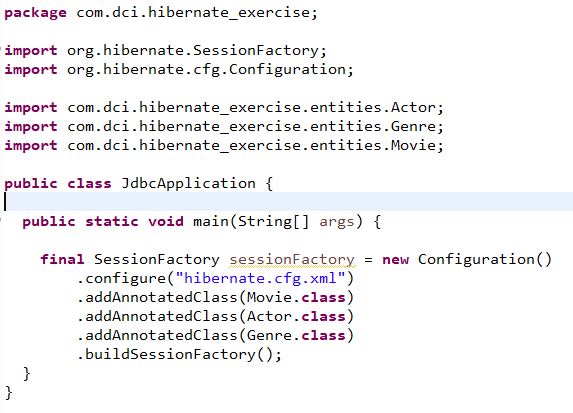 package com.dci.hibernate_exercise;
import org.hibernate.SessionFactory;
import org.hibernate.cfg.Configuration;
import com.dci.hibernate_exercise.entities.Actor;
import com.dci.hibernate_exercise.entities.Genre;
import com.dci.hibernate_exercise.entities.Movie;
public class JdbcApplication {
public static void main(String[] args) {
final SessionFactory sessionFactory = new Configuration()
.configure("hibernate.cfg.xml")
.addAnnotatedClass(Movie.class)
.addAnnotatedClass(Actor.class)
.addAnnotatedClass(Genre.class)
.buildSessionFactory();
}
}